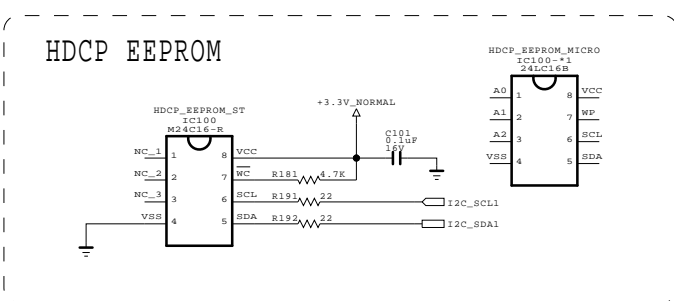 HDCP EEPROM
HDCP_EEPROM_MICRO
IC100-*1
24LC16B
A0 1 8 VCC
A1 2 7 WP
A2 3 6 SCL
VSS 4 5 SDA
+3.3V_NORMAL
HDCP_EEPROM_ST
IC100
M24C16-R
C101
0.1uF
16V
NC_1 1 8 VCC
NC_2 2 7 WC R181 4.7K
NC_3 3 6 SCL R191 22 I2C_SCL1
VSS 4 5 SDA R192 22 I2C_SDA1